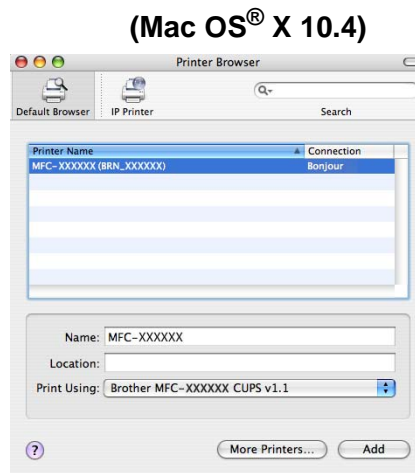 (Mac OS® X 10.4)
Printer Browser
Default Browser IP Printer Search
Printer Name Connection
MFC-XXXXXX (BRN_XXXXXX) Bonjour
Name: MFC-XXXXXX
Location:
Print Using: Brother MFC-XXXXXX CUPS v1.1
? More Printers... Add